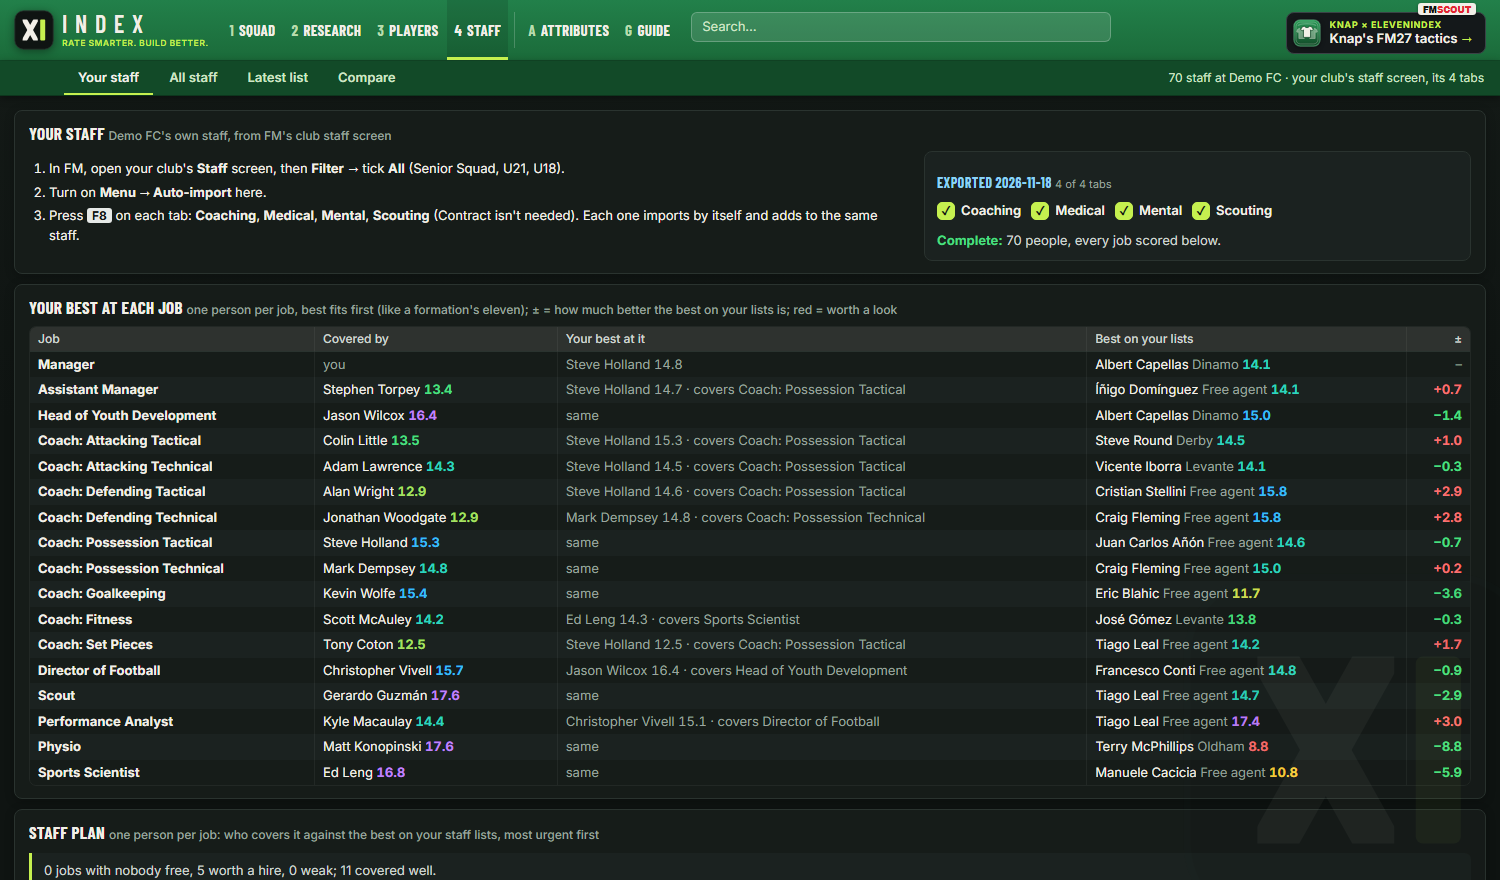 XI INDEX
RATE SMARTER. BUILD BETTER.
1 SQUAD 2 RESEARCH 3 PLAYERS 4 STAFF A ATTRIBUTES G GUIDE
Search...
FMSCOUT
KNAP × ELEVENINDEX
Knap's FM27 tactics →
Your staff All staff Latest list Compare
70 staff at Demo FC · your club's staff screen, its 4 tabs
YOUR STAFF Demo FC's own staff, from FM's club staff screen
1. In FM, open your club's Staff screen, then Filter → tick All (Senior Squad, U21, U18).
2. Turn on Menu → Auto-import here.
3. Press F8 on each tab: Coaching, Medical, Mental, Scouting (Contract isn't needed). Each one imports by itself and adds to the same
staff.
EXPORTED 2026-11-18 4 of 4 tabs
✓ Coaching ✓ Medical ✓ Mental ✓ Scouting
Complete: 70 people, every job scored below.
YOUR BEST AT EACH JOB one person per job, best fits first (like a formation's eleven); ± = how much better the best on your lists is; red = worth a look
Job Covered by Your best at it Best on your lists ±
Manager you Steve Holland 14.8 Albert Capellas Dinamo 14.1 –
Assistant Manager Stephen Torpey 13.4 Steve Holland 14.7 · covers Coach: Possession Tactical Íñigo Domínguez Free agent 14.1 +0.7
Head of Youth Development Jason Wilcox 16.4 same Albert Capellas Dinamo 15.0 −1.4
Coach: Attacking Tactical Colin Little 13.5 Steve Holland 15.3 · covers Coach: Possession Tactical Steve Round Derby 14.5 +1.0
Coach: Attacking Technical Adam Lawrence 14.3 Steve Holland 14.5 · covers Coach: Possession Tactical Vicente Iborra Levante 14.1 −0.3
Coach: Defending Tactical Alan Wright 12.9 Steve Holland 14.6 · covers Coach: Possession Tactical Cristian Stellini Free agent 15.8 +2.9
Coach: Defending Technical Jonathan Woodgate 12.9 Mark Dempsey 14.8 · covers Coach: Possession Technical Craig Fleming Free agent 15.8 +2.8
Coach: Possession Tactical Steve Holland 15.3 same Juan Carlos Añón Free agent 14.6 −0.7
Coach: Possession Technical Mark Dempsey 14.8 same Craig Fleming Free agent 15.0 +0.2
Coach: Goalkeeping Kevin Wolfe 15.4 same Eric Blahic Free agent 11.7 −3.6
Coach: Fitness Scott McAuley 14.2 Ed Leng 14.3 · covers Sports Scientist José Gómez Levante 13.8 −0.3
Coach: Set Pieces Tony Coton 12.5 Steve Holland 12.5 · covers Coach: Possession Tactical Tiago Leal Free agent 14.2 +1.7
Director of Football Christopher Vivell 15.7 Jason Wilcox 16.4 · covers Head of Youth Development Francesco Conti Free agent 14.8 −0.9
Scout Gerardo Guzmán 17.6 same Tiago Leal Free agent 14.7 −2.9
Performance Analyst Kyle Macaulay 14.4 Christopher Vivell 15.1 · covers Director of Football Tiago Leal Free agent 17.4 +3.0
Physio Matt Konopinski 17.6 same Terry McPhillips Oldham 8.8 −8.8
Sports Scientist Ed Leng 16.8 same Manuele Cacicia Free agent 10.8 −5.9
STAFF PLAN one person per job: who covers it against the best on your staff lists, most urgent first
0 jobs with nobody free, 5 worth a hire, 0 weak; 11 covered well.